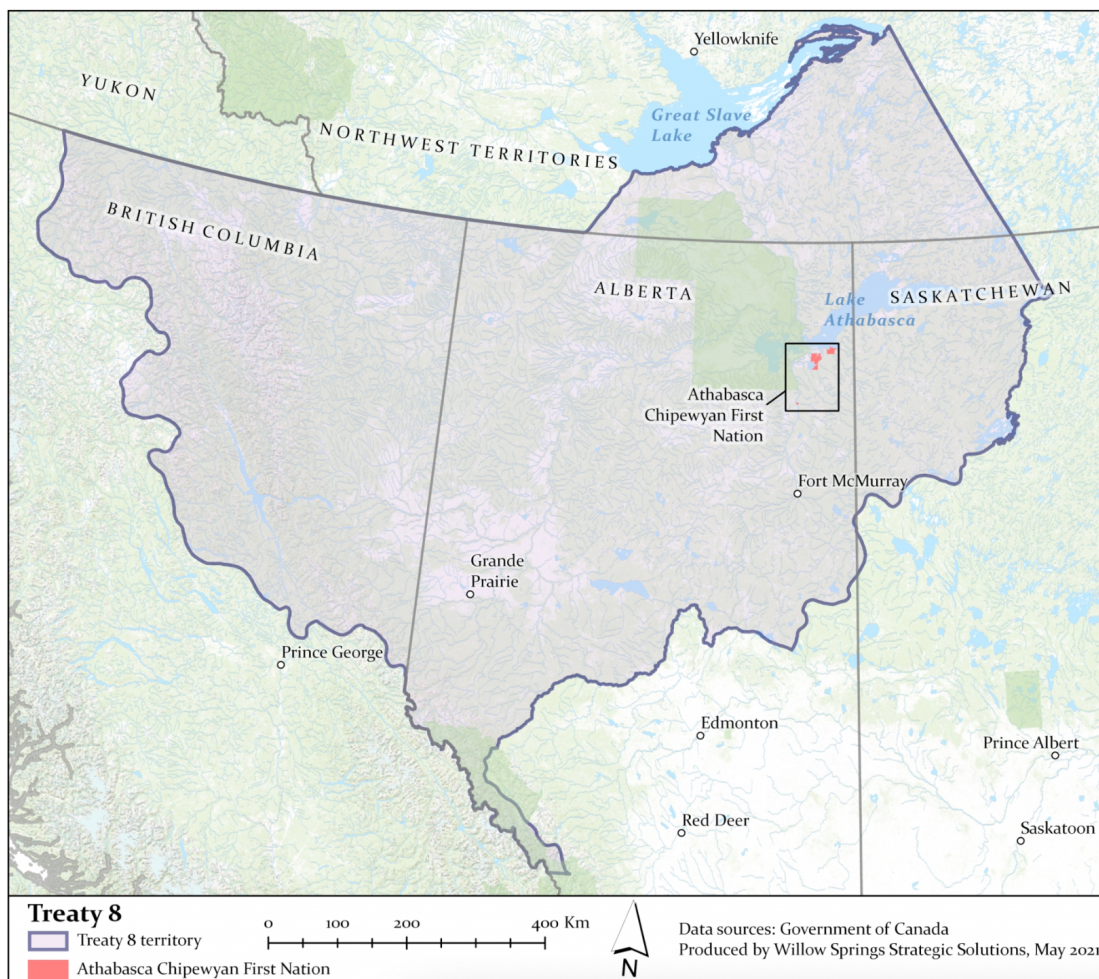 Yellowknife
YUKON
Great Slave
Lake
NORTHWEST TERRITORIES
BRITISH COLUMBIA
ALBERTA
SASKATCHEWAN
Lake
Athabasca
Athabasca
Chipewyan First
Nation
Fort McMurray
Grande
Prairie
Prince George
Edmonton
Prince Albert
Red Deer
Saskatoon
Treaty 8
Treaty 8 territory
Athabasca Chipewyan First Nation
0 100 200 400 Km
N
Data sources: Government of Canada
Produced by Willow Springs Strategic Solutions, May 2021